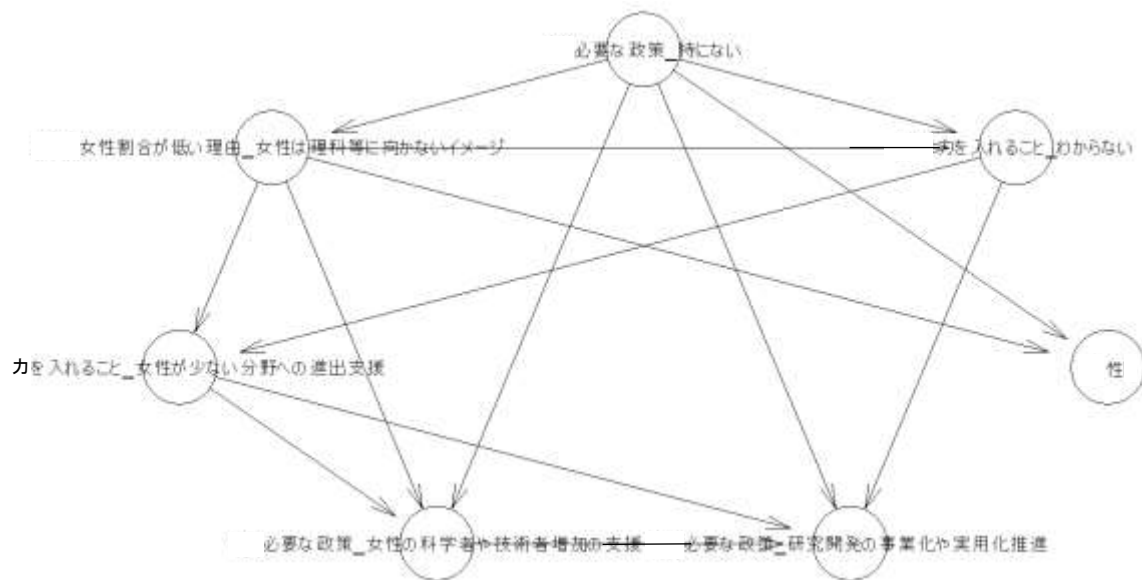 必要な政策_特にない
女性割合が低い理由_女性は理科等に向かないイメージ
力を入れること_わからない
力を入れること_女性が少ない分野への進出支援
性
必要な政策_女性の科学者や技術者増加の支援
必要な政策_研究開発の事業化や実用化推進